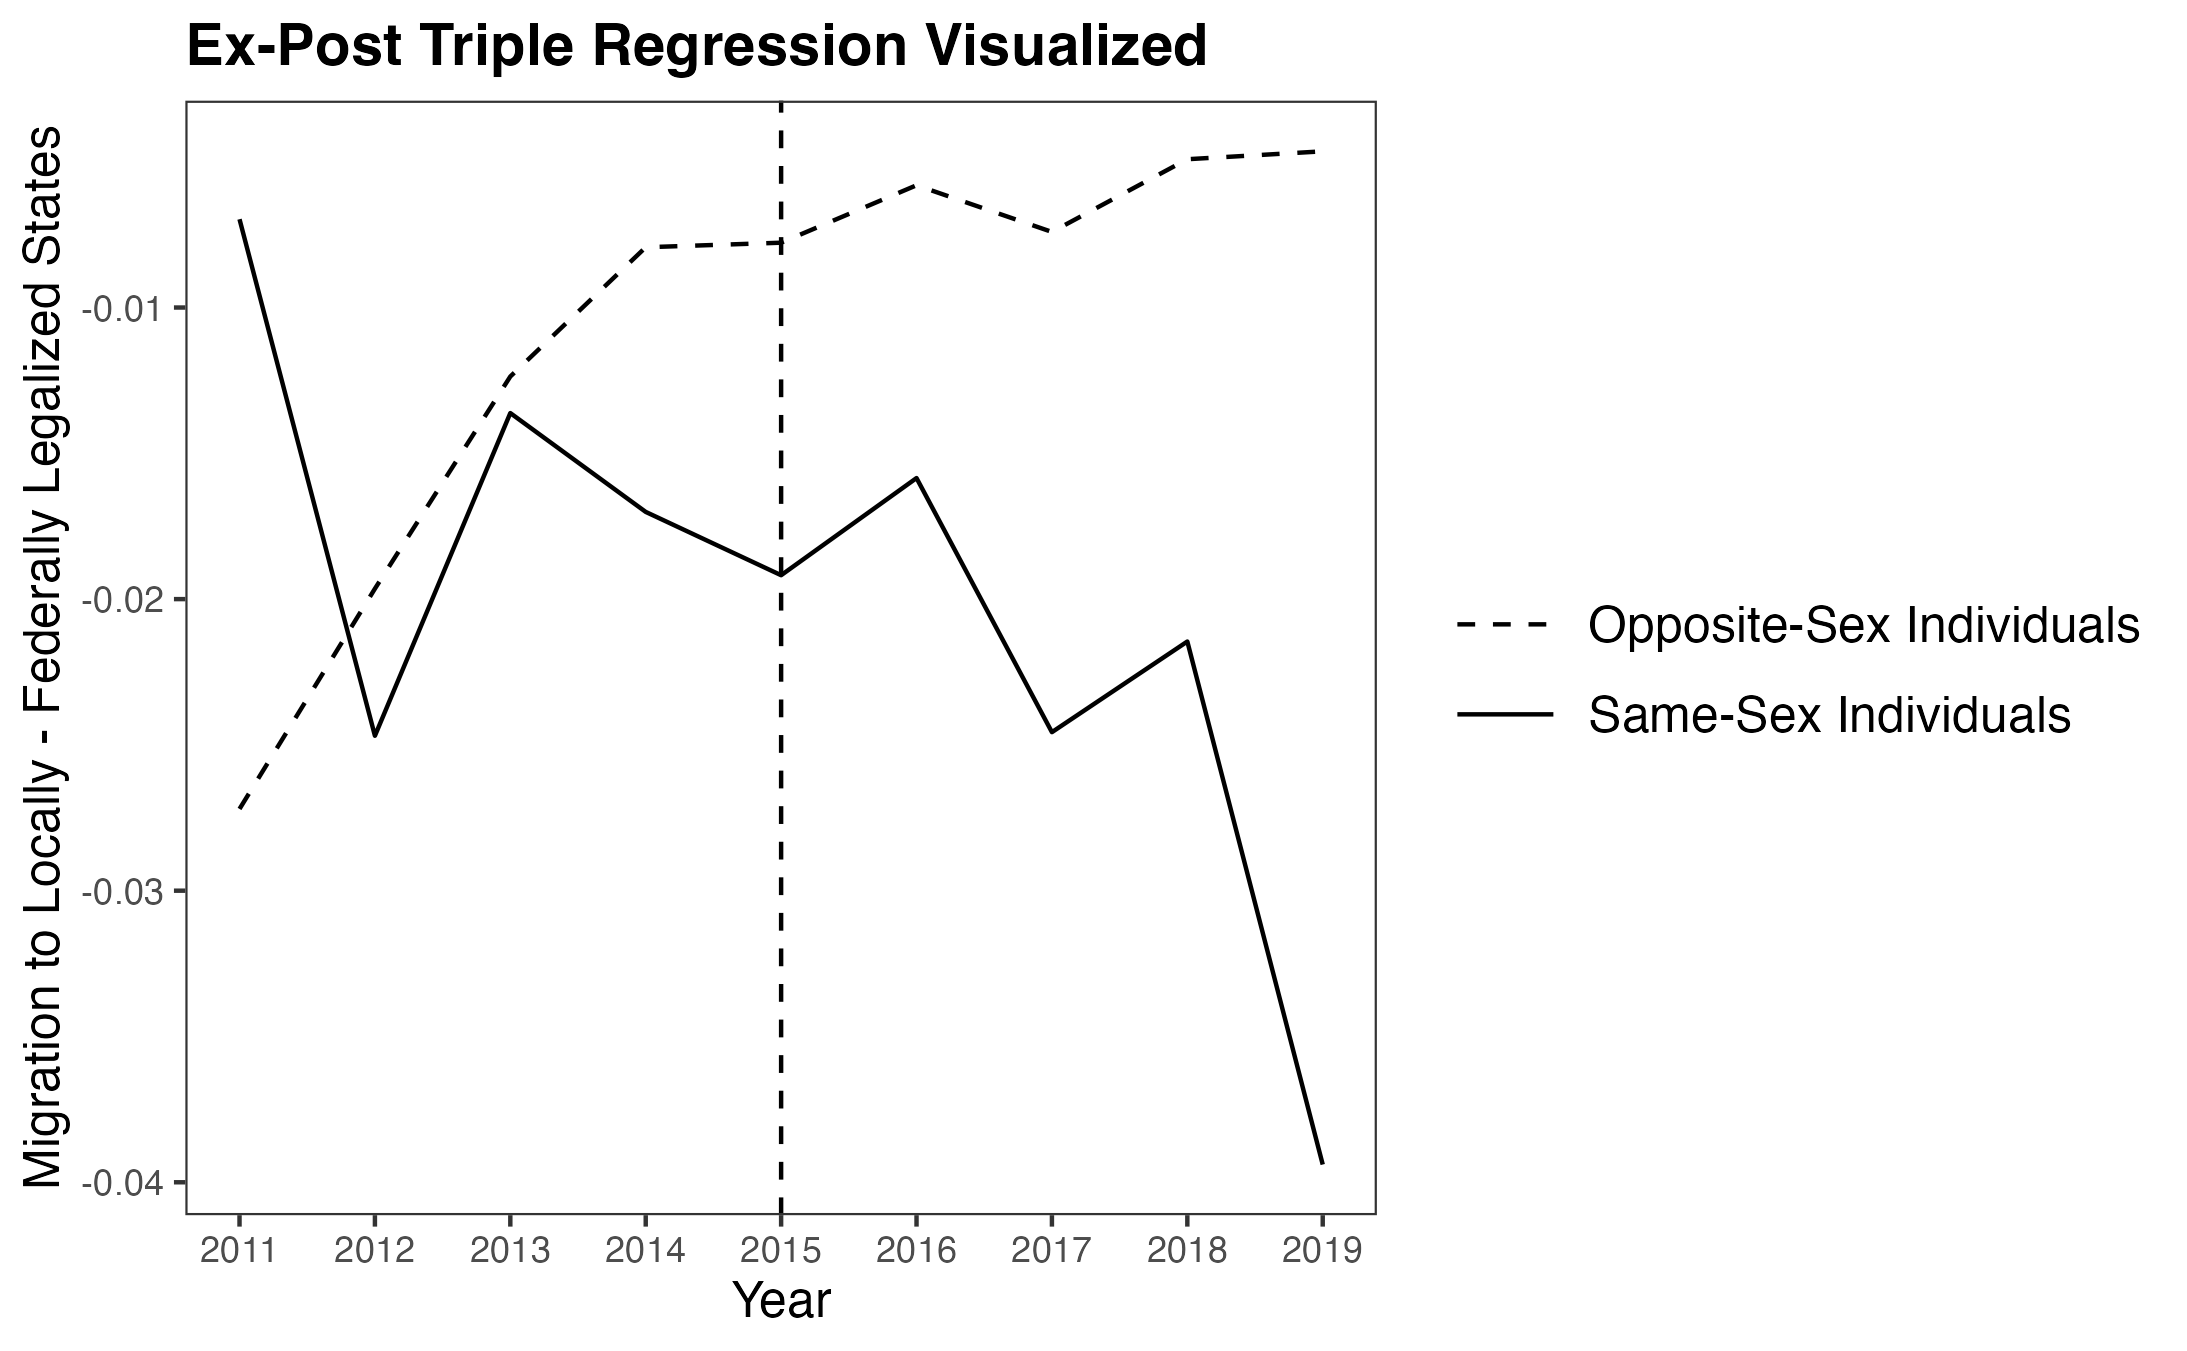 Ex-Post Triple Regression Visualized
Migration to Locally - Federally Legalized States
-0.01
-0.02
-0.03
-0.04
2011 2012 2013 2014 2015 2016 2017 2018 2019
Year
Opposite-Sex Individuals
Same-Sex Individuals